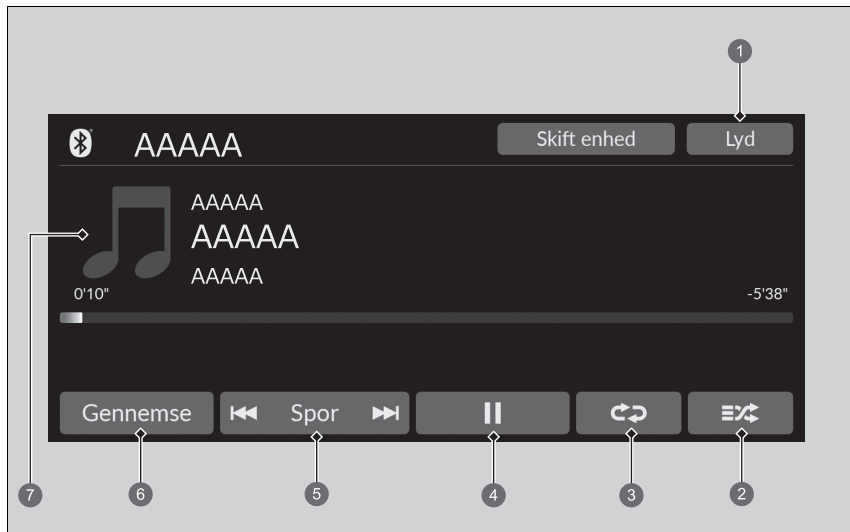 1
AAAAA
Skift enhed
Lyd
AAAAA
AAAAA
AAAAA
7
0'10"
-5'38"
Gennemse
Spor
7
6
5
4
3
2